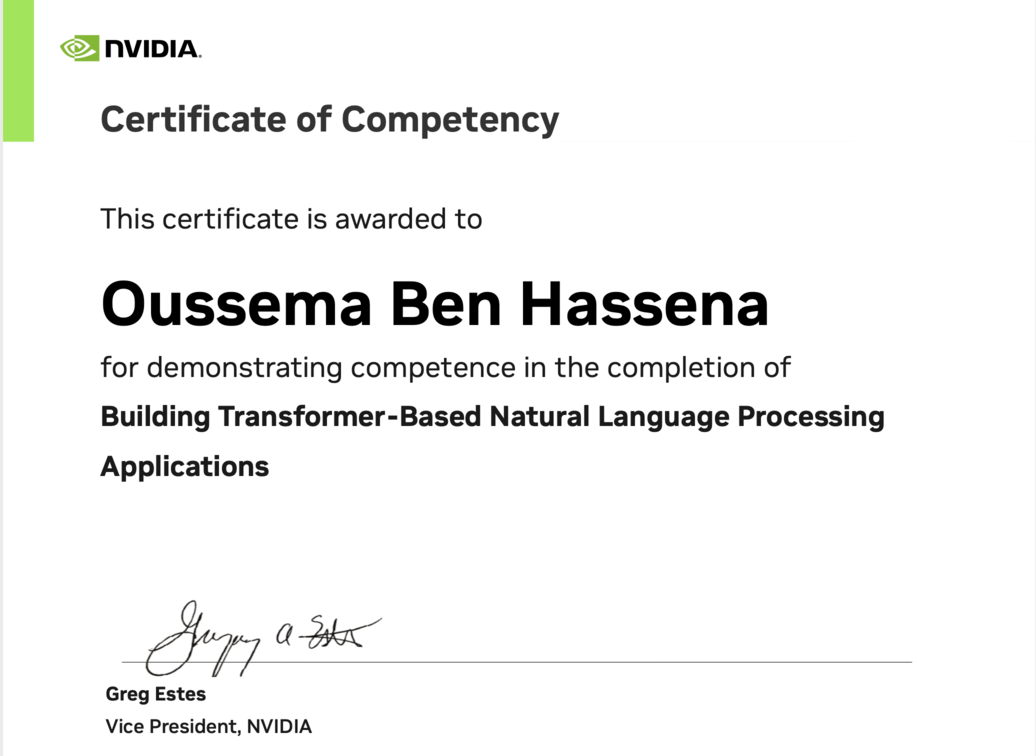 NVIDIA.
Certificate of Competency
This certificate is awarded to
Oussema Ben Hassena
for demonstrating competence in the completion of
Building Transformer-Based Natural Language Processing
Applications
Gregory A Estes
Greg Estes
Vice President, NVIDIA